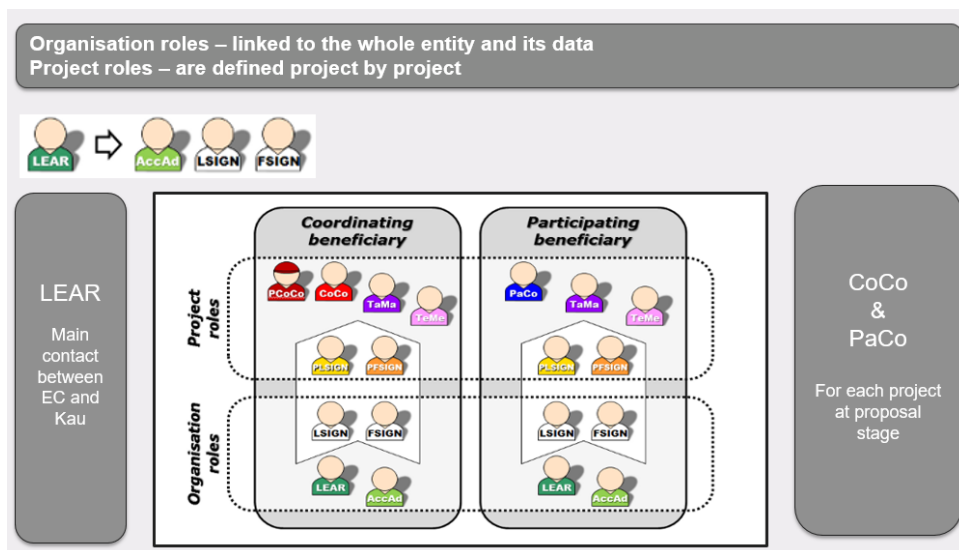 Organisation roles – linked to the whole entity and its data
Project roles – are defined project by project
LEAR
AccAd
LSIGN
FSIGN
LEAR
Main
contact
between
EC and
Kau
Coordinating
beneficiary
Participating
beneficiary
Project
roles
PCoCo
CoCo
TaMa
TeMe
PLSIGN
PFSIGN
PaCo
TaMa
TeMe
PLSIGN
PFSIGN
Organisation
roles
LSIGN
FSIGN
LEAR
AccAd
LSIGN
FSIGN
LEAR
AccAd
CoCo
&
PaCo
For each project
at proposal
stage